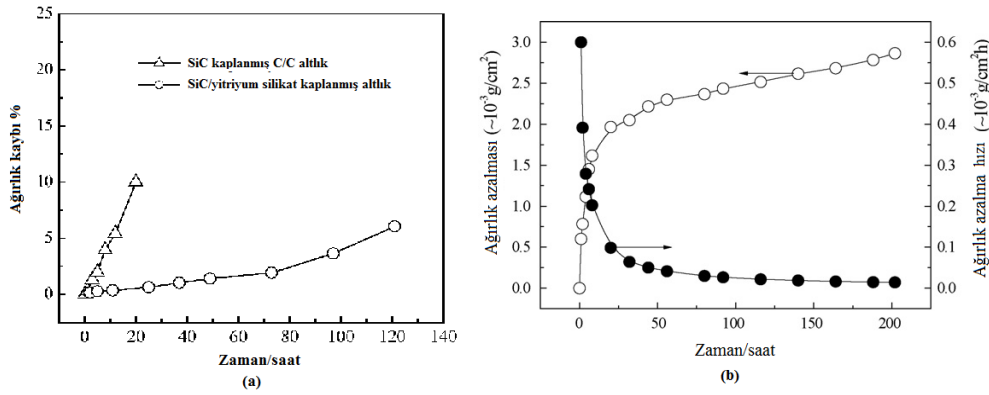 (a)
25
20
15
10
5
0
Ağırlık kaybı %
SiC kaplanmış C/C altlık
SiC/yitriyum silikat kaplanmış altlık
0 20 40 60 80 100 120 140
Zaman/saat
(a)
(b)
3.0
2.5
2.0
1.5
1.0
0.5
0.0
Ağırlık azalması (~10⁻³g/cm²)
0.6
0.5
0.4
0.3
0.2
0.1
0.0
Ağırlık azalma hızı (~10⁻³g/cm²h)
0 50 100 150 200
Zaman/saat
(b)